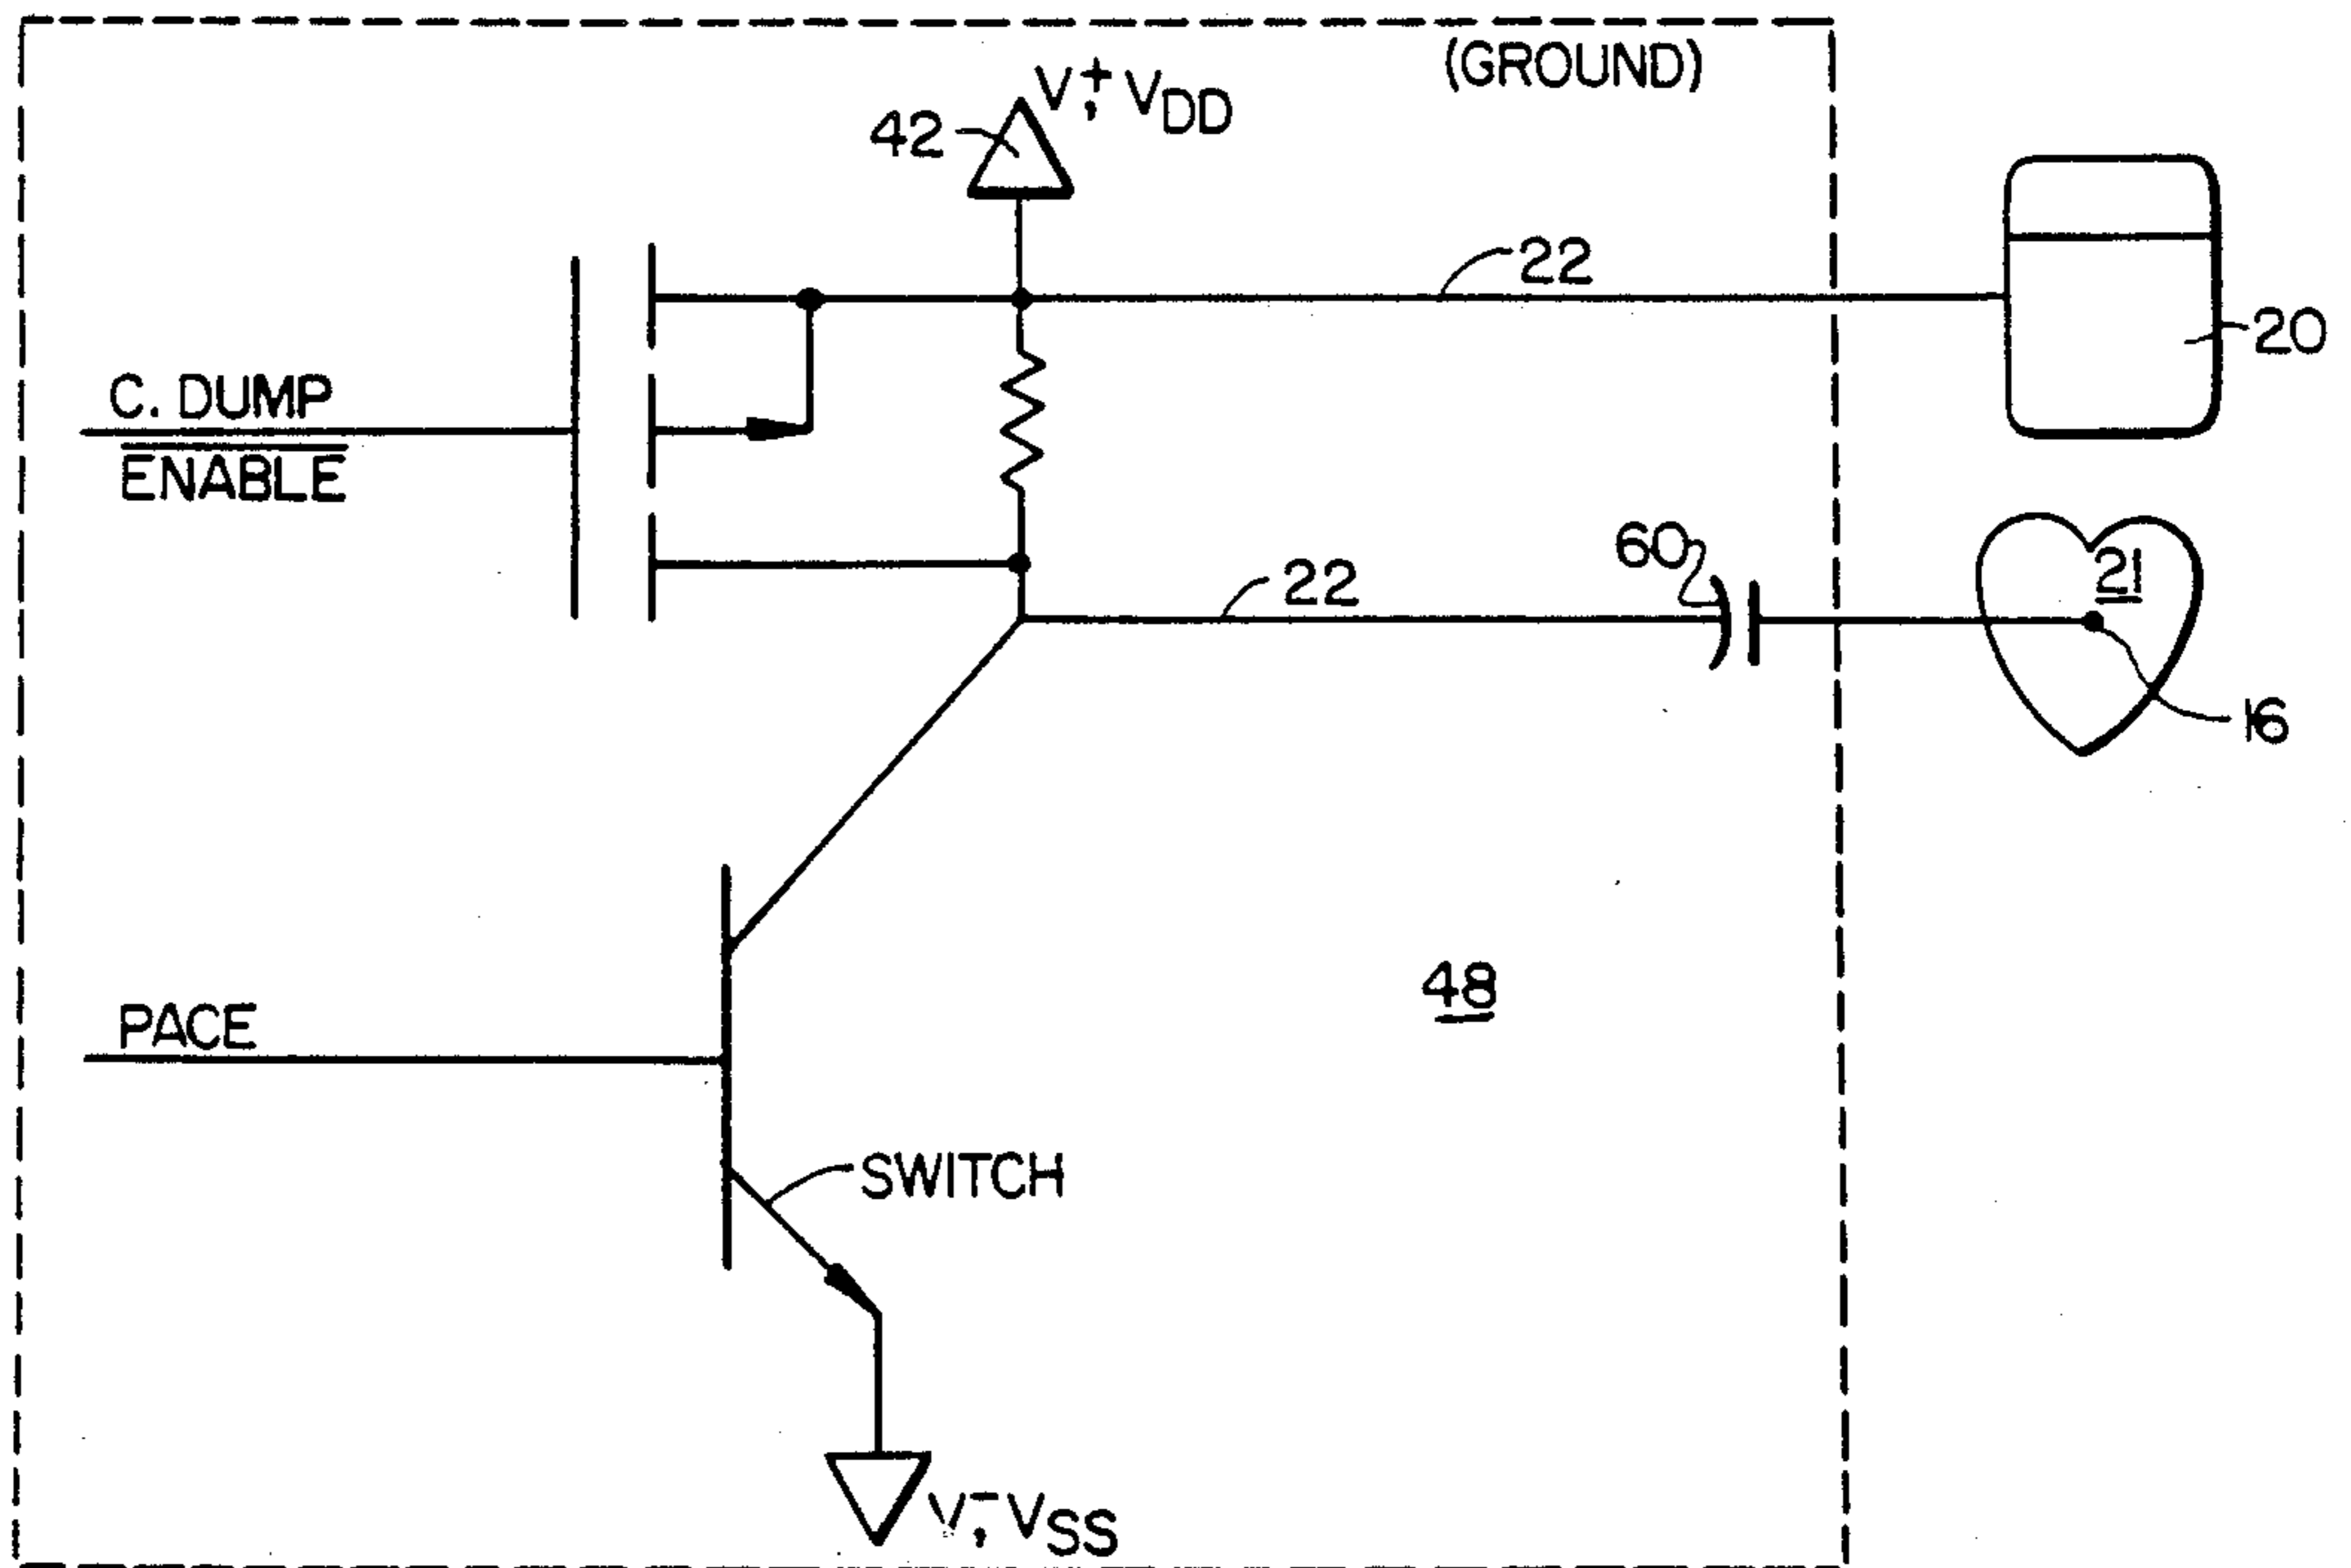 (GROUND)
V⁺, VDD
42
22
20
C. DUMP
ENABLE
60
22
21
16
48
PACE
SWITCH
V⁻, VSS